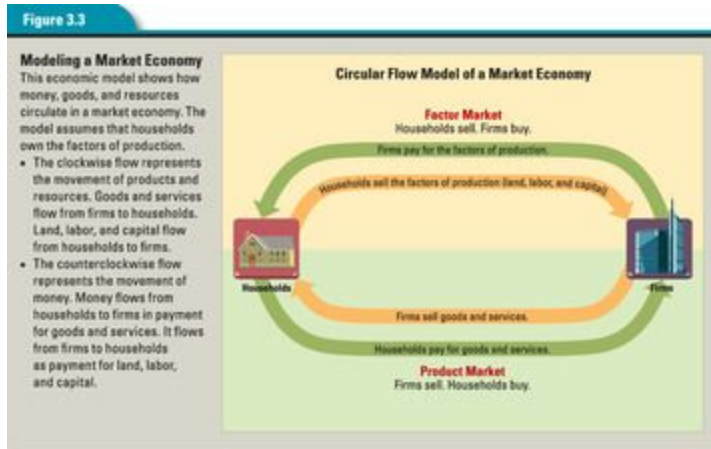 Figure 3.3
Modeling a Market Economy
This economic model shows how
money, goods, and resources
circulate in a market economy. The
model assumes that households
own the factors of production.
• The clockwise flow represents
the movement of products and
resources. Goods and services
flow from firms to households.
Land, labor, and capital flow
from households to firms.
• The counterclockwise flow
represents the movement of
money. Money flows from
households to firms in payment
for goods and services. It flows
from firms to households
as payment for land, labor,
and capital.
Circular Flow Model of a Market Economy
Factor Market
Households sell. Firms buy.
Firms pay for the factors of production.
Households sell the factors of production (land, labor, and capital)
Households
Firms
Firms sell goods and services.
Households pay for goods and services.
Product Market
Firms sell. Households buy.